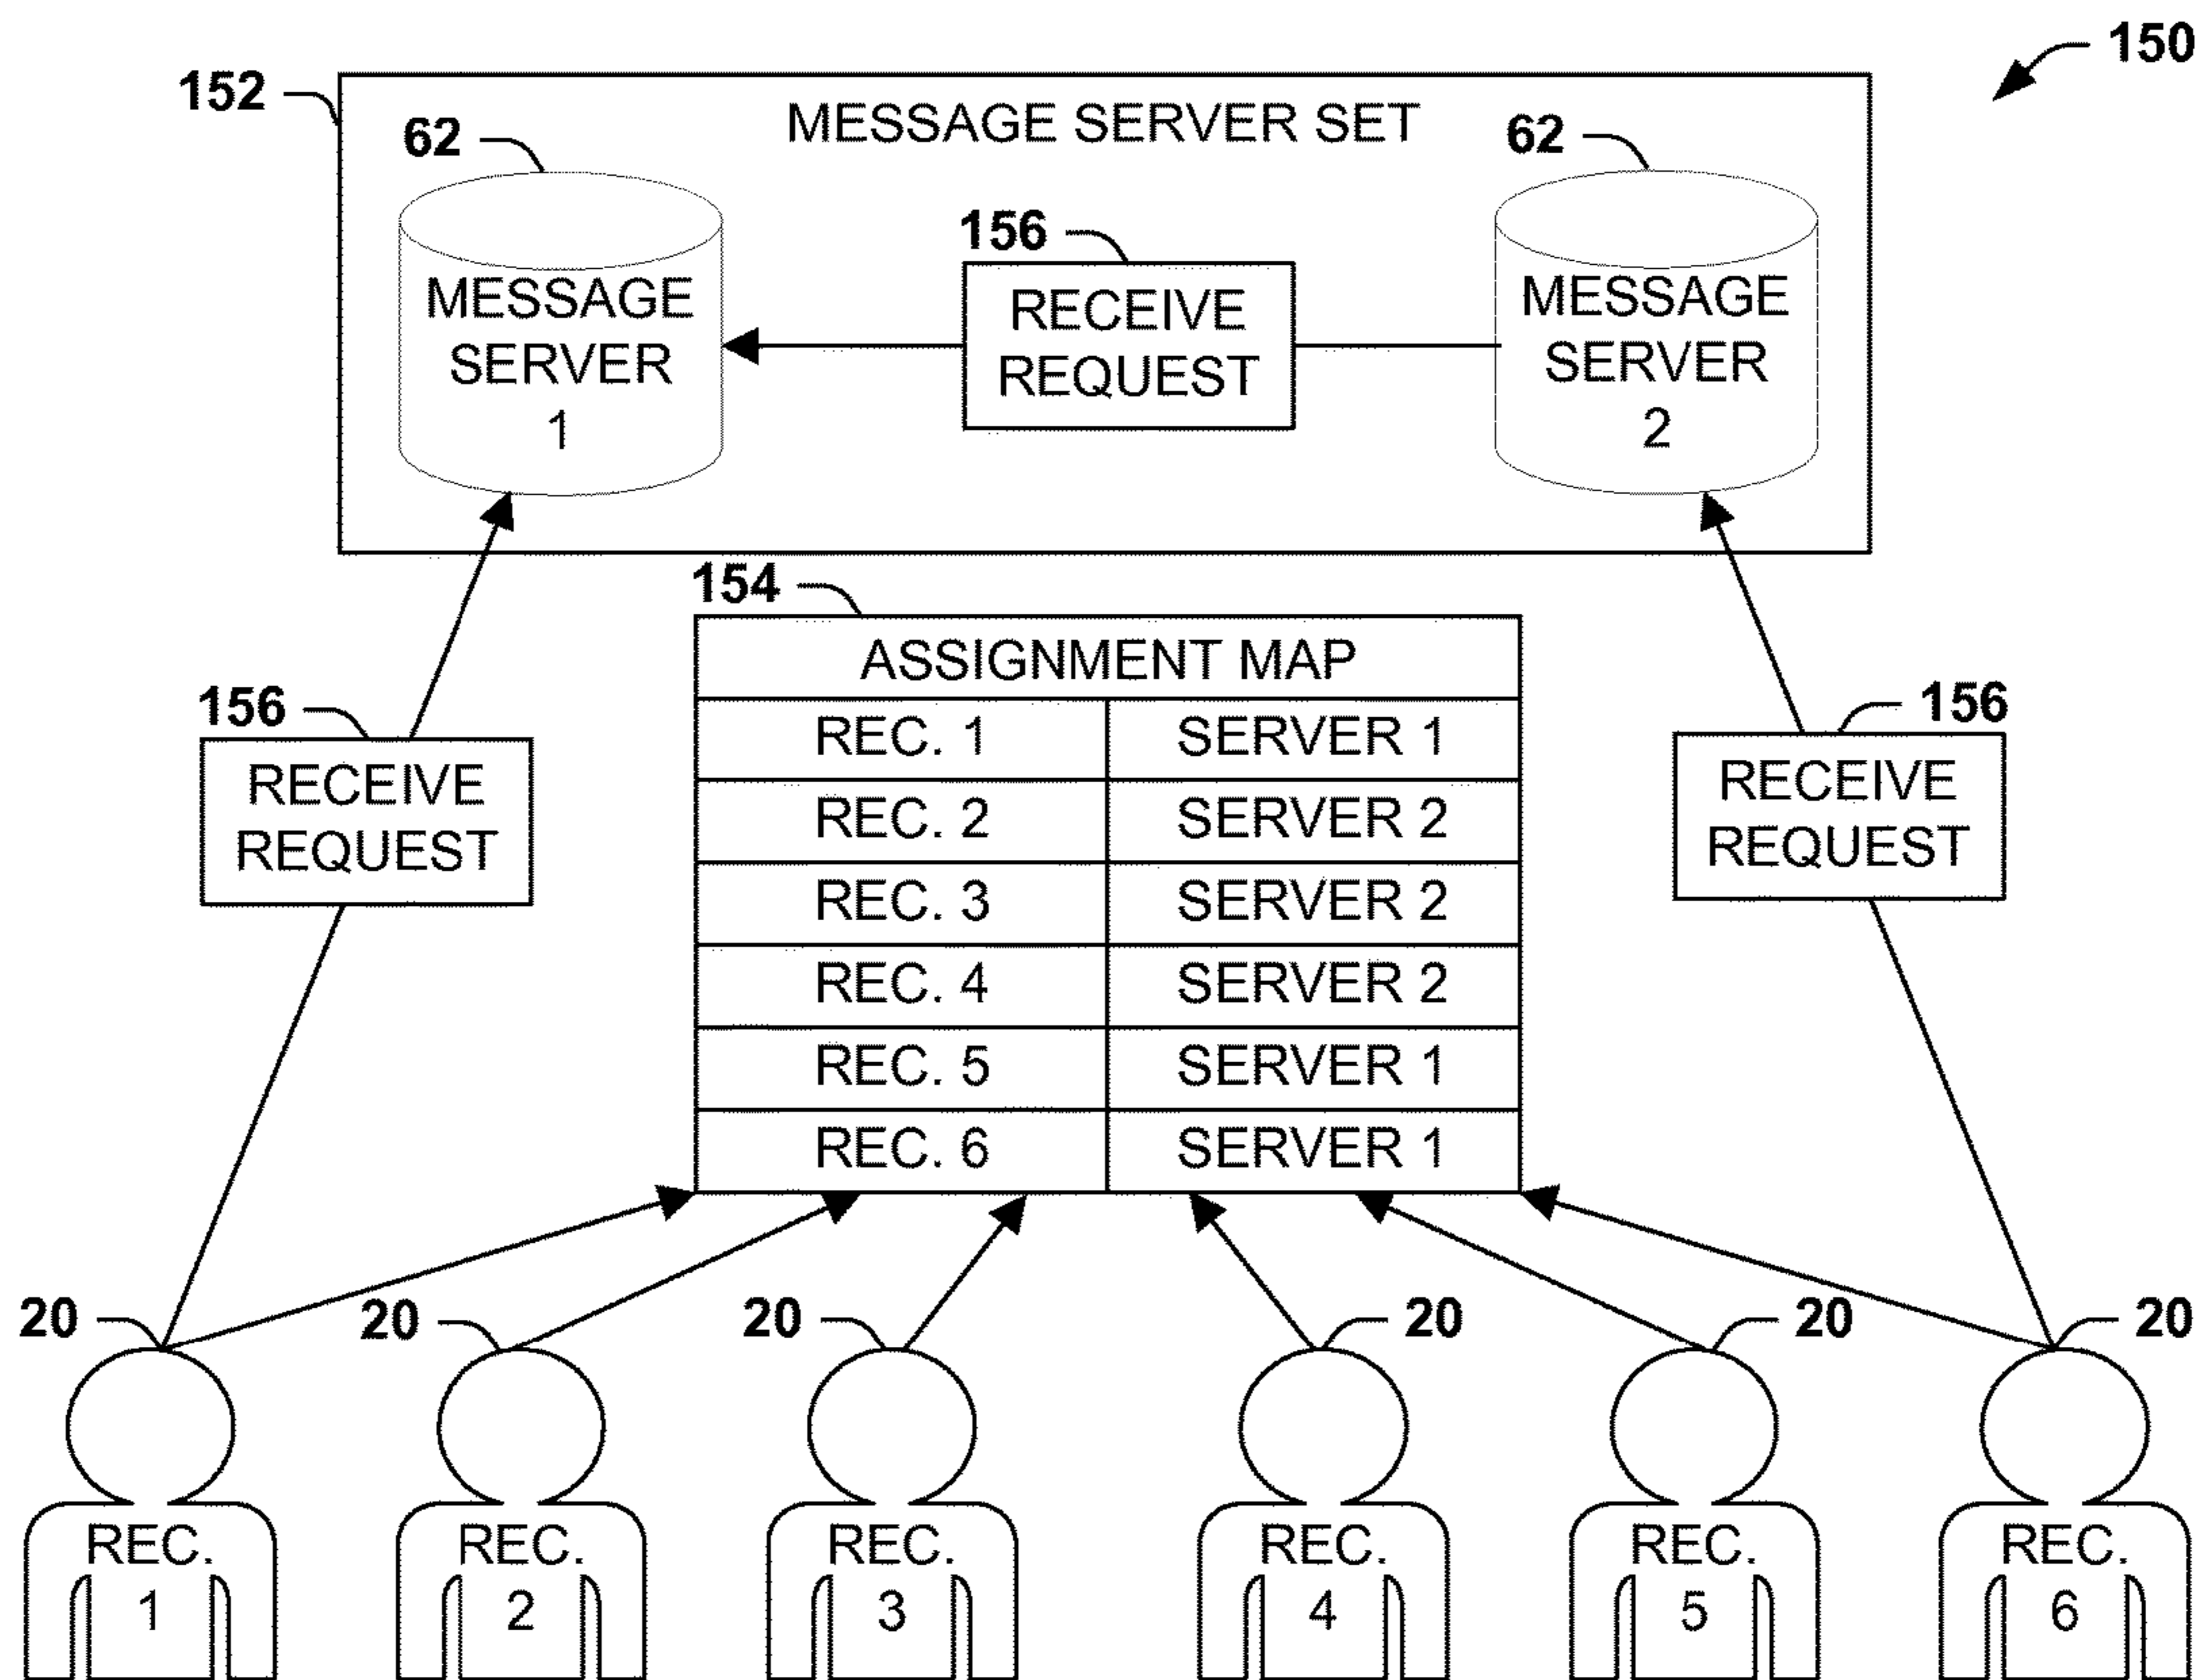 150
152
MESSAGE SERVER SET
62
62
156
MESSAGE
SERVER
1
RECEIVE
REQUEST
MESSAGE
SERVER
2
154
ASSIGNMENT MAP
REC. 1 SERVER 1
REC. 2 SERVER 2
REC. 3 SERVER 2
REC. 4 SERVER 2
REC. 5 SERVER 1
REC. 6 SERVER 1
156
RECEIVE
REQUEST
156
RECEIVE
REQUEST
20
20
20
20
20
20
REC.
1
REC.
2
REC.
3
REC.
4
REC.
5
REC.
6